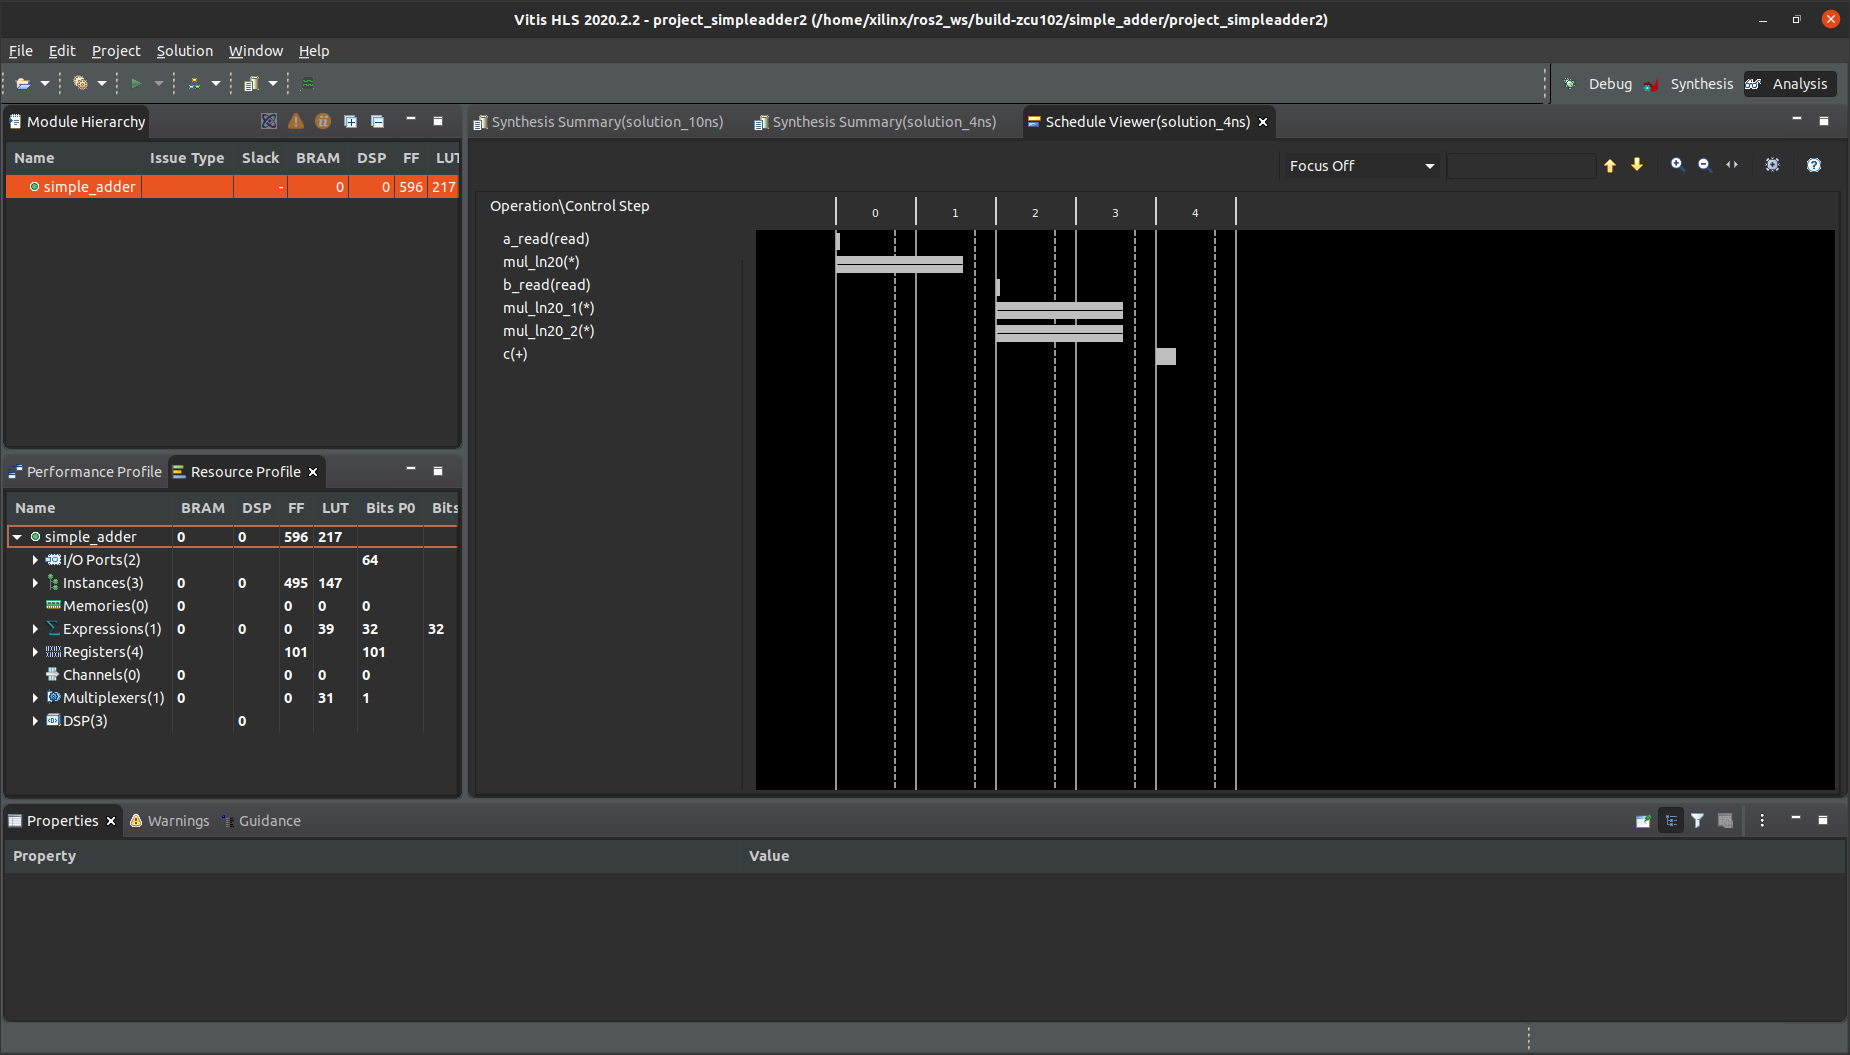 Vitis HLS 2020.2.2 - project_simpleadder2 (/home/xilinx/ros2_ws/build-zcu102/simple_adder/project_simpleadder2)
File Edit Project Solution Window Help
Debug Synthesis Analysis
Module Hierarchy
Name Issue Type Slack BRAM DSP FF LUT
simple_adder - 0 0 596 217
Performance Profile Resource Profile
Name BRAM DSP FF LUT Bits P0 Bits
simple_adder 0 0 596 217
I/O Ports(2) 64
Instances(3) 0 0 495 147
Memories(0) 0 0 0 0
Expressions(1) 0 0 0 39 32 32
Registers(4) 101 101
Channels(0) 0 0 0 0
Multiplexers(1) 0 0 31 1
DSP(3) 0
Synthesis Summary(solution_10ns) Synthesis Summary(solution_4ns) Schedule Viewer(solution_4ns)
Focus Off
Operation\Control Step 0 1 2 3 4
a_read(read)
mul_ln20(*)
b_read(read)
mul_ln20_1(*)
mul_ln20_2(*)
c(+)
Properties Warnings Guidance
Property Value